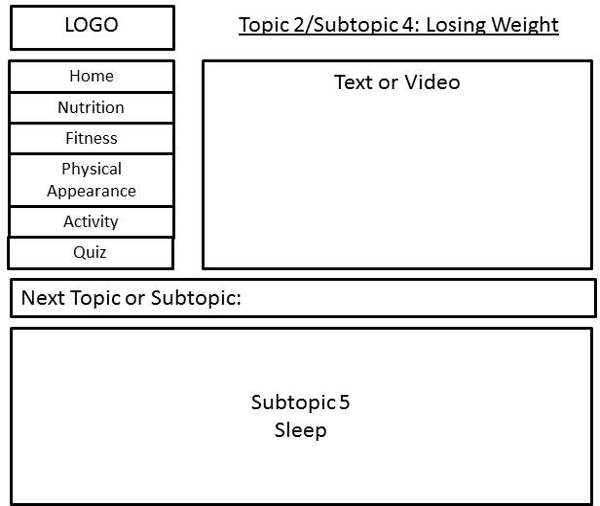 LOGO
Topic 2/Subtopic 4: Losing Weight
Home
Nutrition
Fitness
Physical
Appearance
Activity
Quiz
Text or Video
Next Topic or Subtopic:
Subtopic 5
Sleep